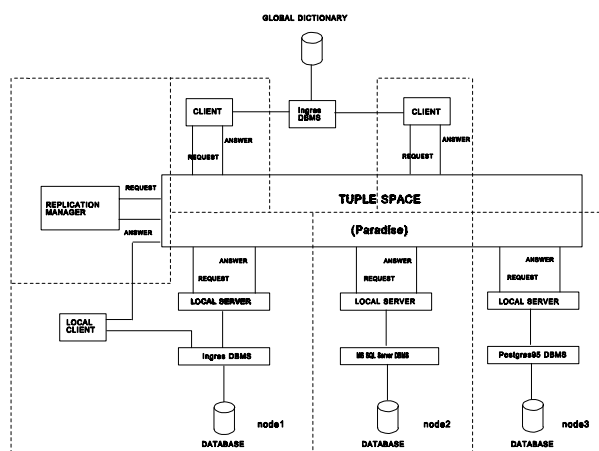 GLOBAL DICTIONARY
CLIENT
Ingres
DBMS
CLIENT
ANSWER
REQUEST
ANSWER
REQUEST
REPLICATION
MANAGER
REQUEST
ANSWER
TUPLE SPACE
(Paradise)
ANSWER
REQUEST
ANSWER
REQUEST
ANSWER
REQUEST
LOCAL SERVER
LOCAL SERVER
LOCAL SERVER
LOCAL
CLIENT
Ingres DBMS
MS SQL Server DBMS
Postgres95 DBMS
node1
node2
node3
DATABASE
DATABASE
DATABASE